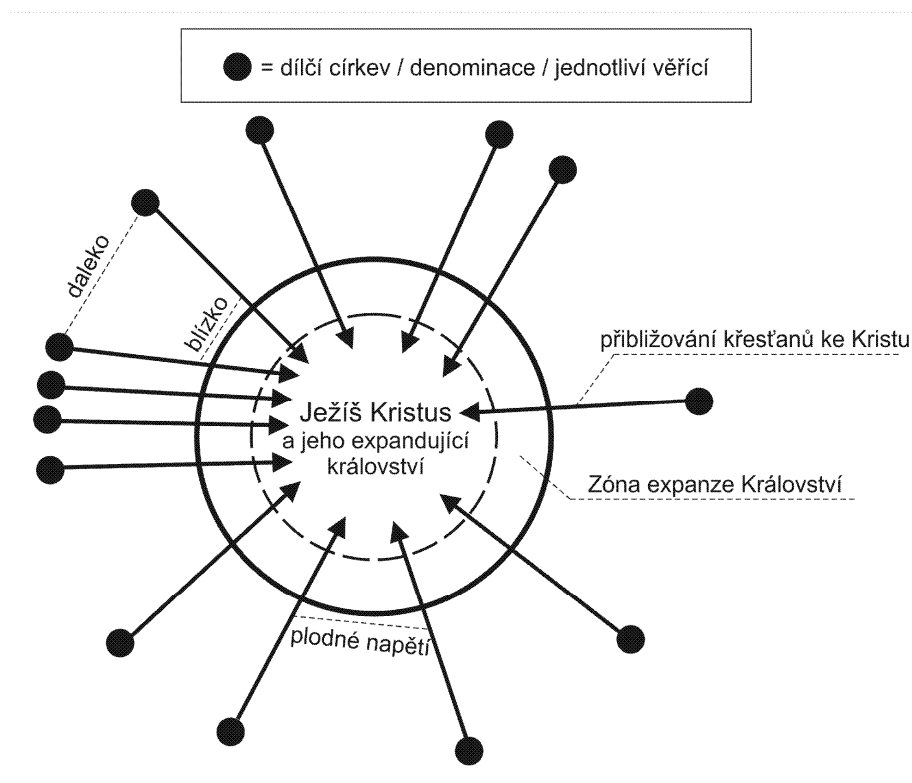 = dílčí církev / denominace / jednotliví věřící
daleko
blízko
přibližování křesťanů ke Kristu
Ježíš Kristus
a jeho expandující
království
Zóna expanze Království
plodné napětí